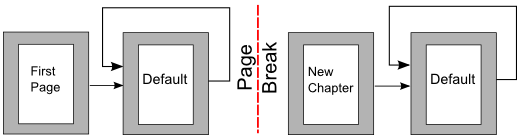 First
Page
Default
Page
Break
New
Chapter
Default